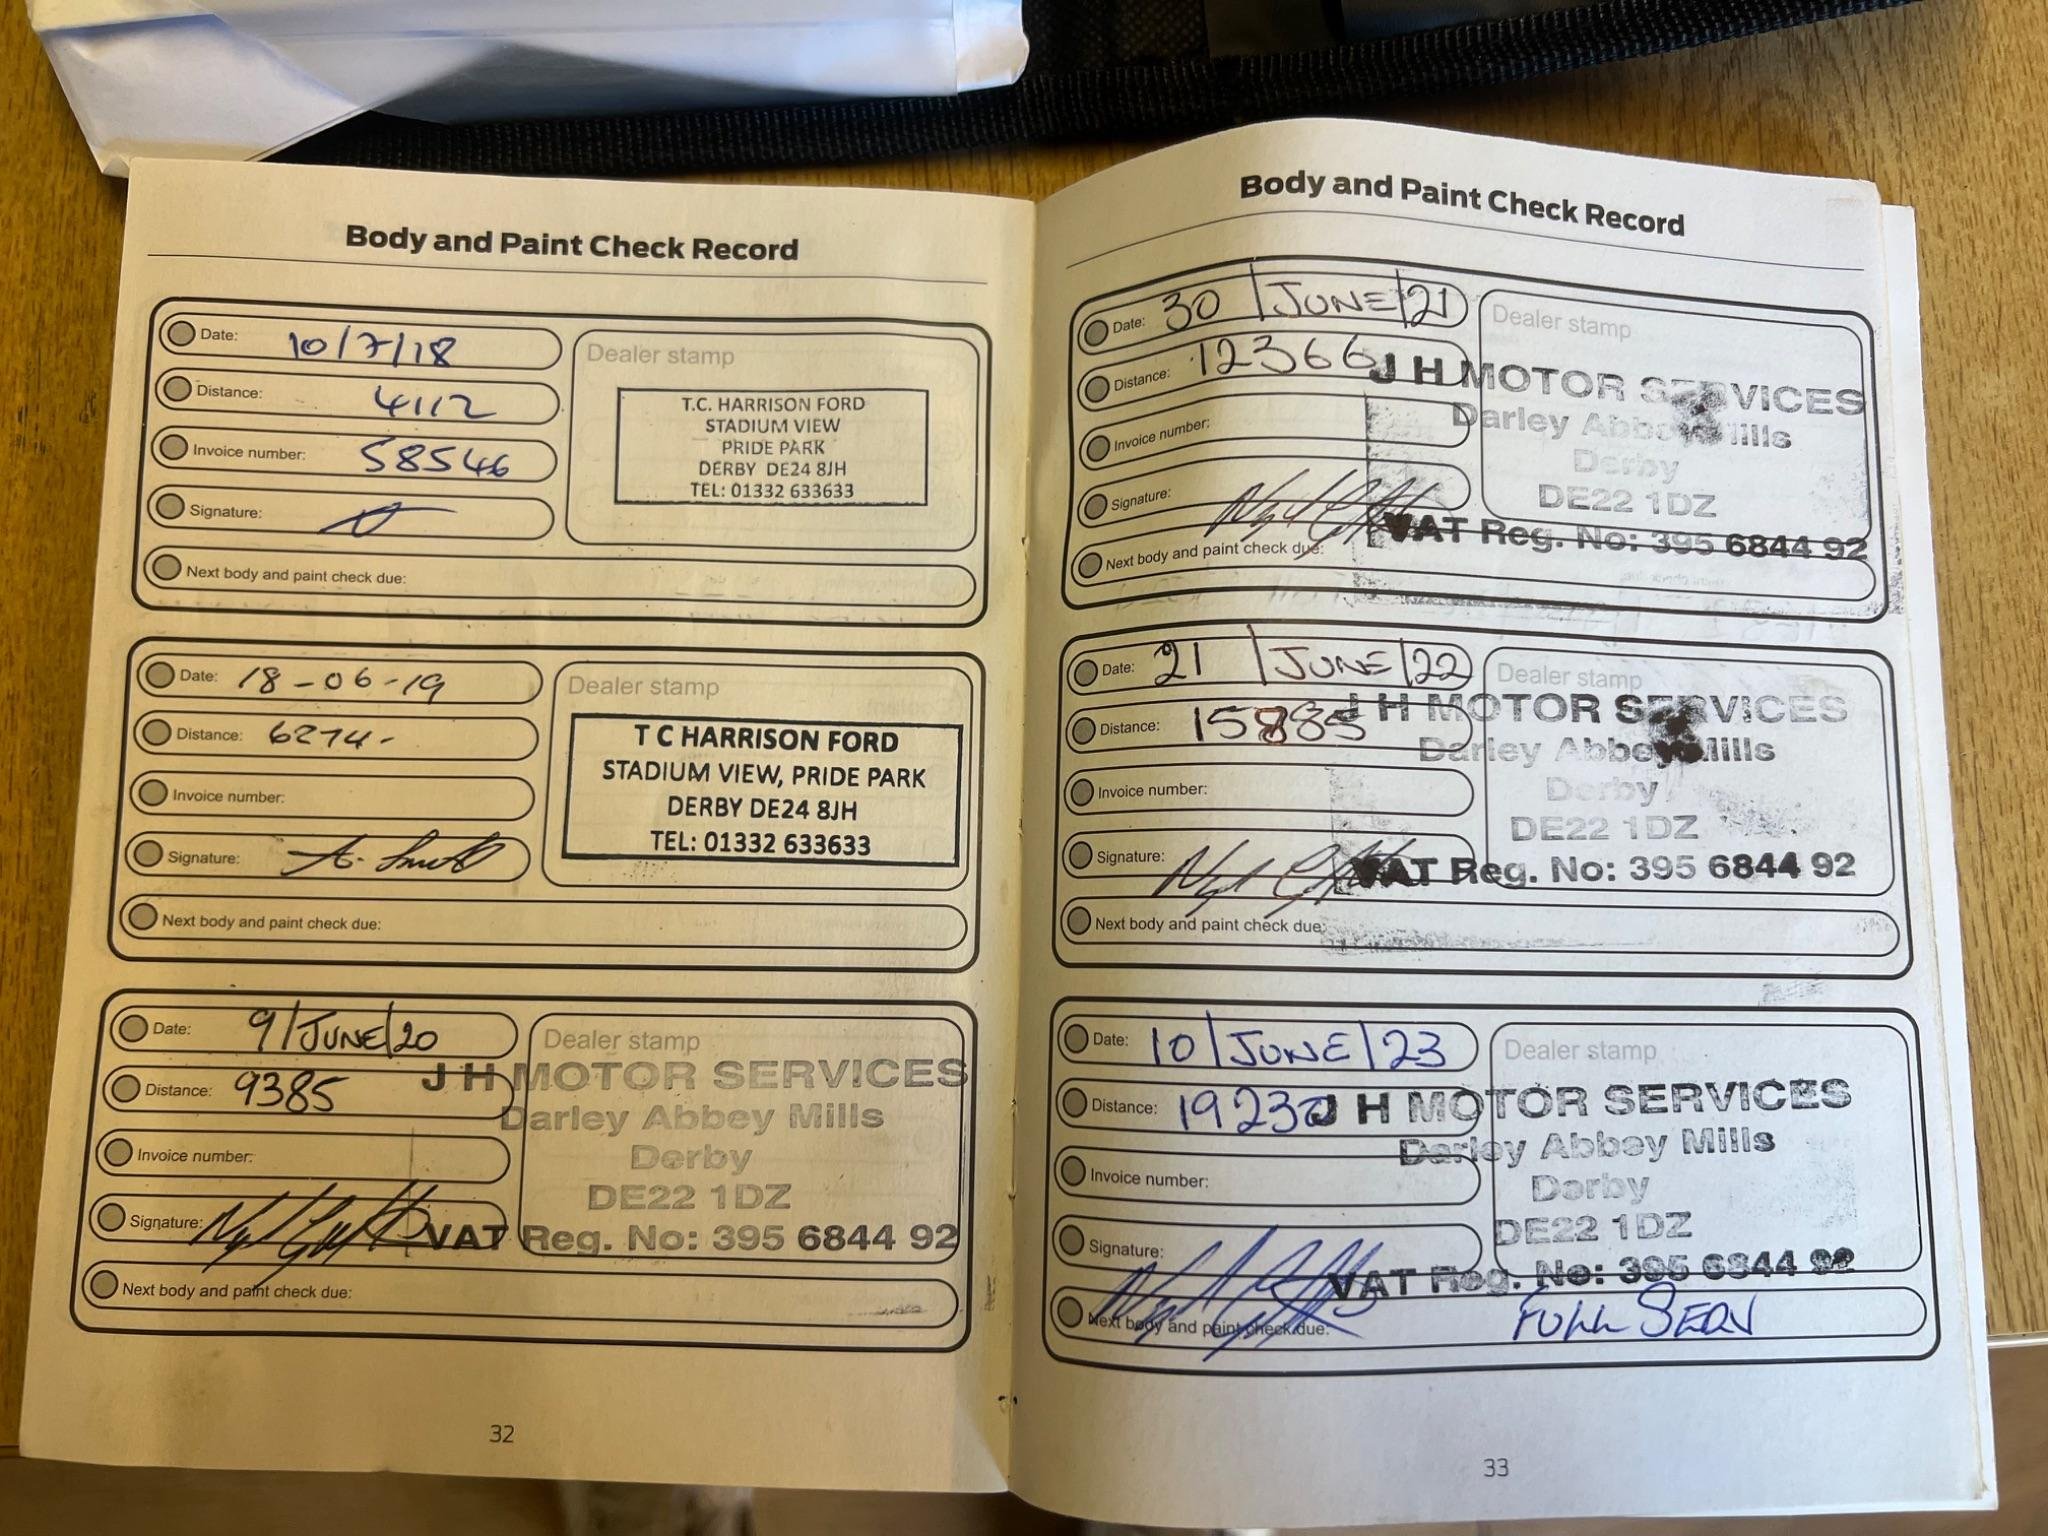 Body and Paint Check Record
Date: 10/7/18
Distance: 4112
Invoice number: 58546
Signature:
Next body and paint check due:
Dealer stamp
T.C. HARRISON FORD
STADIUM VIEW
PRIDE PARK
DERBY DE24 8JH
TEL: 01332 633633
Date: 18-06-19
Distance: 6274-
Invoice number:
Signature:
Next body and paint check due:
Dealer stamp
T C HARRISON FORD
STADIUM VIEW, PRIDE PARK
DERBY DE24 8JH
TEL: 01332 633633
Date: 9/JUNE/20
Distance: 9385
Invoice number:
Signature:
Next body and paint check due:
Dealer stamp
J H MOTOR SERVICES
Darley Abbey Mills
Derby
DE22 1DZ
VAT Reg. No: 395 6844 92
32
Body and Paint Check Record
Date: 30/JUNE/21
Distance: 12366
Invoice number:
Signature:
Next body and paint check due:
Dealer stamp
J H MOTOR SERVICES
Darley Abbey Mills
Derby
DE22 1DZ
VAT Reg. No: 395 6844 92
Date: 21/JUNE/22
Distance: 15885
Invoice number:
Signature:
Next body and paint check due:
Dealer stamp
J H MOTOR SERVICES
Darley Abbey Mills
Derby
DE22 1DZ
VAT Reg. No: 395 6844 92
Date: 10/JUNE/23
Distance: 19230
Invoice number:
Signature:
Next body and paint check due: FULL SERV
Dealer stamp
J H MOTOR SERVICES
Darley Abbey Mills
Derby
DE22 1DZ
VAT Reg. No: 395 6844 92
33